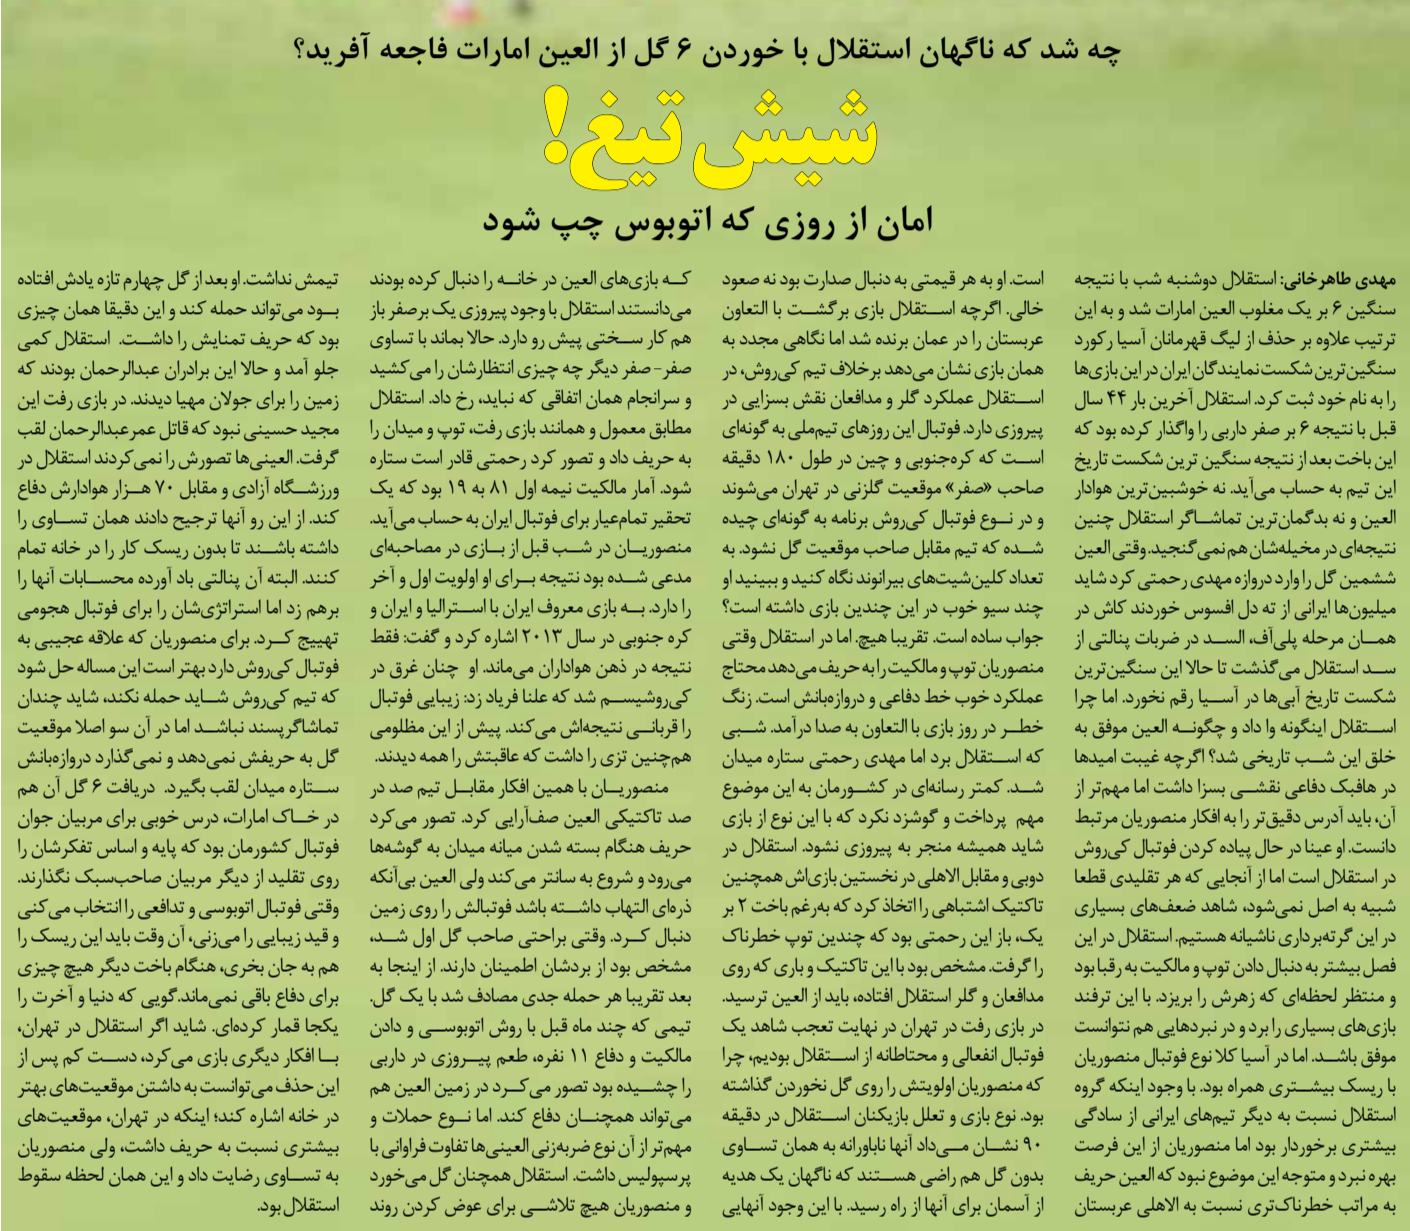 چه شد که ناگهان استقلال با خوردن ۶ گل از العین امارات فاجعه آفرید؟
شیش تیغ!
امان از روزی که اتوبوس چپ شود
مهدی طاهرخانی: استقلال دوشنبه شب با نتیجه
سنگین ۶ بر یک مغلوب العین امارات شد و به این
ترتیب علاوه بر حذف از لیگ قهرمانان آسیا رکورد
سنگین‌ترین شکست نمایندگان ایران در این بازی‌ها
را به نام خود ثبت کرد. استقلال آخرین بار ۴۴ سال
قبل با نتیجه ۶ بر صفر داربی را واگذار کرده بود که
این باخت بعد از نتیجه سنگین ترین شکست تاریخ
این تیم به حساب می‌آید. نه خوشبین‌ترین هوادار
العین و نه بدگمان‌ترین تماشاگر استقلال چنین
نتیجه‌ای در مخیله‌شان هم نمی‌گنجید. وقتی العین
ششمین گل را وارد دروازه مهدی رحمتی کرد شاید
میلیون‌ها ایرانی از ته دل افسوس خوردند کاش در
همان مرحله پلی‌آف، السد در ضربات پنالتی از
سد استقلال می‌گذشت تا حالا این سنگین‌ترین
شکست تاریخ آبی‌ها در آسیا رقم نخورد. اما چرا
استقلال اینگونه وا داد و چگونه العین موفق به
خلق این شب تاریخی شد؟ اگرچه غیبت امیدها
در هافبک دفاعی نقشی بسزا داشت اما مهم‌تر از
آن، باید آدرس دقیق‌تر را به افکار منصوریان مرتبط
دانست. او عینا در حال پیاده کردن فوتبال کی‌روش
در استقلال است اما از آنجایی که هر تقلیدی قطعا
شبیه به اصل نمی‌شود، شاهد ضعف‌های بسیاری
در این گرته‌برداری ناشیانه هستیم. استقلال در این
فصل بیشتر به دنبال دادن توپ و مالکیت به رقبا بود
و منتظر لحظه‌ای که زهرش را بریزد. با این ترفند
بازی‌های بسیاری را برد و در نبردهایی هم نتوانست
موفق باشد. اما در آسیا کلا نوع فوتبال منصوریان
با ریسک بیشتری همراه بود. با وجود اینکه گروه
استقلال نسبت به دیگر تیم‌های ایرانی از سادگی
بیشتری برخوردار بود اما منصوریان از این فرصت
بهره نبرد و متوجه این موضوع نبود که العین حریف
به مراتب خطرناک‌تری نسبت به الاهلی عربستان
است. او به هر قیمتی به دنبال صدارت بود نه صعود
خالی. اگرچه استقلال بازی برگشت با التعاون
عربستان را در عمان برنده شد اما نگاهی مجدد به
همان بازی نشان می‌دهد برخلاف تیم کی‌روش، در
استقلال عملکرد گلر و مدافعان نقش بسزایی در
پیروزی دارد. فوتبال این روزهای تیم‌ملی به گونه‌ای
است که کره‌جنوبی و چین در طول ۱۸۰ دقیقه
صاحب «صفر» موقعیت گلزنی در تهران می‌شوند
و در نوع فوتبال کی‌روش برنامه به گونه‌ای چیده
شده که تیم مقابل صاحب موقعیت گل نشود. به
تعداد کلین‌شیت‌های بیرانوند نگاه کنید و ببینید او
چند سیو خوب در این چندین بازی داشته است؟
جواب ساده است. تقریبا هیچ. اما در استقلال وقتی
منصوریان توپ و مالکیت را به حریف می‌دهد محتاج
عملکرد خوب خط دفاعی و دروازه‌بانش است. زنگ
خطر در روز بازی با التعاون به صدا درآمد. شبی
که استقلال برد اما مهدی رحمتی ستاره میدان
شد. کمتر رسانه‌ای در کشورمان به این موضوع
مهم پرداخت و گوشزد نکرد که با این نوع از بازی
شاید همیشه منجر به پیروزی نشود. استقلال در
دوبی و مقابل الاهلی در نخستین بازی‌اش همچنین
تاکتیک اشتباهی را اتخاذ کرد که به‌رغم باخت ۲ بر
یک، باز این رحمتی بود که چندین توپ خطرناک
را گرفت. مشخص بود با این تاکتیک و باری که روی
مدافعان و گلر استقلال افتاده، باید از العین ترسید.
در بازی رفت در تهران در نهایت تعجب شاهد یک
فوتبال انفعالی و محتاطانه از استقلال بودیم، چرا
که منصوریان اولویتش را روی گل نخوردن گذاشته
بود. نوع بازی و تعلل بازیکنان استقلال در دقیقه
۹۰ نشان می‌داد آنها ناباورانه به همان تساوی
بدون گل هم راضی هستند که ناگهان یک هدیه
از آسمان برای آنها از راه رسید. با این وجود آنهایی
که بازی‌های العین در خانه را دنبال کرده بودند
می‌دانستند استقلال با وجود پیروزی یک برصفر باز
هم کار سختی پیش رو دارد. حالا بماند با تساوی
صفر- صفر دیگر چه چیزی انتظارشان را می‌کشید
و سرانجام همان اتفاقی که نباید، رخ داد. استقلال
مطابق معمول و همانند بازی رفت، توپ و میدان را
به حریف داد و تصور کرد رحمتی قادر است ستاره
شود. آمار مالکیت نیمه اول ۸۱ به ۱۹ بود که یک
تحقیر تمام‌عیار برای فوتبال ایران به حساب می‌آید.
منصوریان در شب قبل از بازی در مصاحبه‌ای
مدعی شده بود نتیجه برای او اولویت اول و آخر
را دارد. به بازی معروف ایران با استرالیا و ایران و
کره جنوبی در سال ۲۰۱۳ اشاره کرد و گفت: فقط
نتیجه در ذهن هواداران می‌ماند. او چنان غرق در
کی‌روشیسم شد که علنا فریاد زد: زیبایی فوتبال
را قربانی نتیجه‌اش می‌کند. پیش از این مظلومی
هم‌چنین تزی را داشت که عاقبتش را همه دیدند.
منصوریان با همین افکار مقابل تیم صد در
صد تاکتیکی العین صف‌آرایی کرد. تصور می‌کرد
حریف هنگام بسته شدن میانه میدان به گوشه‌ها
می‌رود و شروع به سانتر می‌کند ولی العین بی‌آنکه
ذره‌ای التهاب داشته باشد فوتبالش را روی زمین
دنبال کرد. وقتی براحتی صاحب گل اول شد،
مشخص بود از بردشان اطمینان دارند. از اینجا به
بعد تقریبا هر حمله جدی مصادف شد با یک گل.
تیمی که چند ماه قبل با روش اتوبوسی و دادن
مالکیت و دفاع ۱۱ نفره، طعم پیروزی در داربی
را چشیده بود تصور می‌کرد در زمین العین هم
می‌تواند همچنان دفاع کند. اما نوع حملات و
مهم‌تر از آن نوع ضربه‌زنی العینی‌ها تفاوت فراوانی با
پرسپولیس داشت. استقلال همچنان گل می‌خورد
و منصوریان هیچ تلاشی برای عوض کردن روند
تیمش نداشت. او بعد از گل چهارم تازه یادش افتاده
بود می‌تواند حمله کند و این دقیقا همان چیزی
بود که حریف تمنایش را داشت. استقلال کمی
جلو آمد و حالا این برادران عبدالرحمان بودند که
زمین را برای جولان مهیا دیدند. در بازی رفت این
مجید حسینی نبود که قاتل عمر عبدالرحمان لقب
گرفت. العینی‌ها تصورش را نمی‌کردند استقلال در
ورزشگاه آزادی و مقابل ۷۰ هزار هوادارش دفاع
کند. از این رو آنها ترجیح دادند همان تساوی را
داشته باشند تا بدون ریسک کار را در خانه تمام
کنند. البته آن پنالتی باد آورده محسابات آنها را
برهم زد اما استراتژی‌شان را برای فوتبال هجومی
تهییج کرد. برای منصوریان که علاقه عجیبی به
فوتبال کی‌روش دارد بهتر است این مساله حل شود
که تیم کی‌روش شاید حمله نکند، شاید چندان
تماشاگرپسند نباشد اما در آن سو اصلا موقعیت
گل به حریفش نمی‌دهد و نمی‌گذارد دروازه‌بانش
ستاره میدان لقب بگیرد. دریافت ۶ گل آن هم
در خاک امارات، درس خوبی برای مربیان جوان
فوتبال کشورمان بود که پایه و اساس تفکرشان را
روی تقلید از دیگر مربیان صاحب‌سبک نگذارند.
وقتی فوتبال اتوبوسی و تدافعی را انتخاب می‌کنی
و قید زیبایی را می‌زنی، آن وقت باید این ریسک را
هم به جان بخری، هنگام باخت دیگر هیچ چیزی
برای دفاع باقی نمی‌ماند.گویی که دنیا و آخرت را
یکجا قمار کرده‌ای. شاید اگر استقلال در تهران،
با افکار دیگری بازی می‌کرد، دست کم پس از
این حذف می‌توانست به داشتن موقعیت‌های بهتر
در خانه اشاره کند؛ اینکه در تهران، موقعیت‌های
بیشتری نسبت به حریف داشت، ولی منصوریان
به تساوی رضایت داد و این همان لحظه سقوط
استقلال بود.